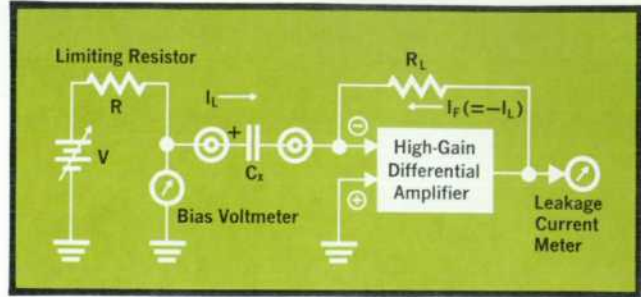 Limiting Resistor
R
V
Bias Voltmeter
I_L
+
C_x
R_L
I_F (=−I_L)
⊖
⊕
High-Gain
Differential
Amplifier
Leakage
Current
Meter